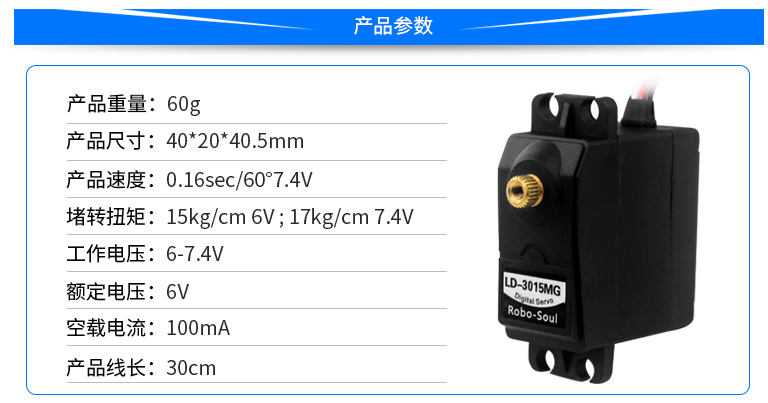 产品参数
产品重量：60g
产品尺寸：40*20*40.5mm
产品速度：0.16sec/60°7.4V
堵转扭矩：15kg/cm 6V ; 17kg/cm 7.4V
工作电压：6-7.4V
额定电压：6V
空载电流：100mA
产品线长：30cm
LD-3015MG
Digital Servo
Robo-Soul